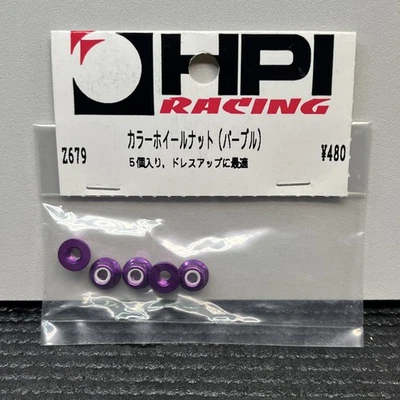 HPI
RACING
Z679
カラーホイールナット(パープル)
¥480
5個入り，ドレスアップに最適